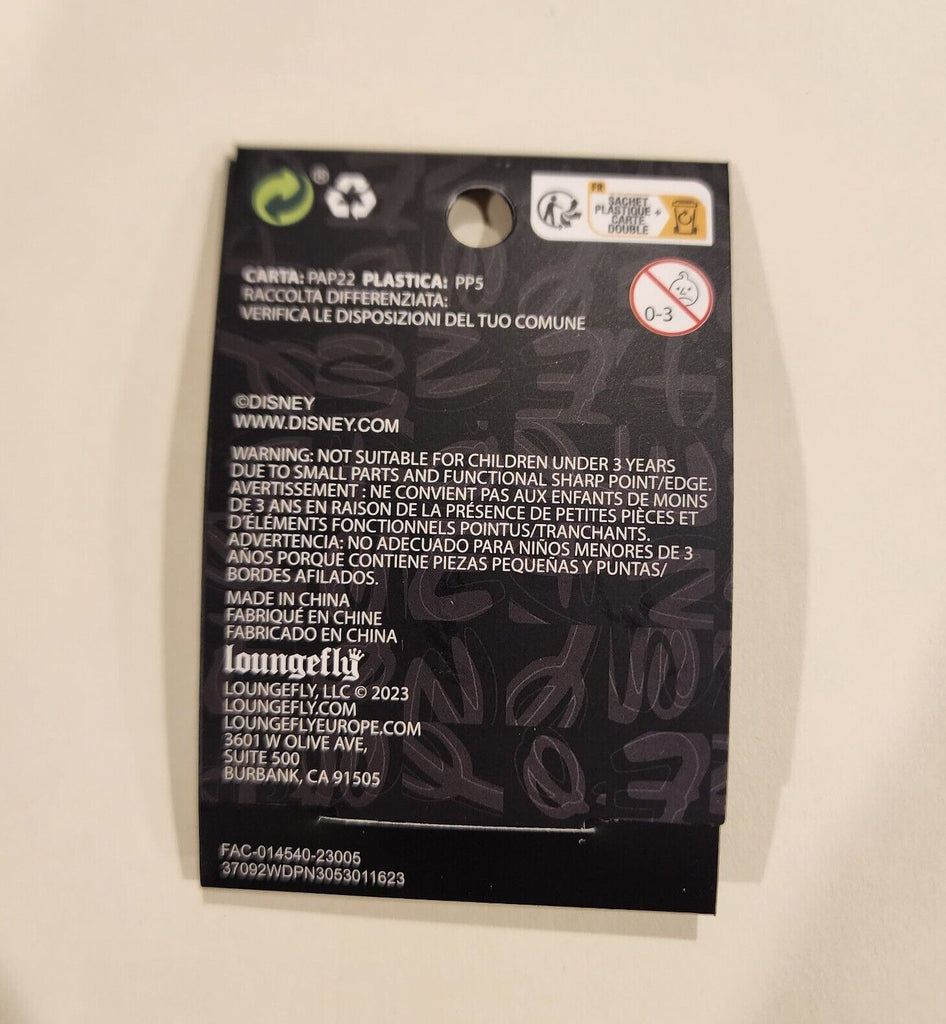 ®
FR
SACHET
PLASTIQUE +
CARTE
DOUBLE
CARTA: PAP22 PLASTICA: PP5
RACCOLTA DIFFERENZIATA:
VERIFICA LE DISPOSIZIONI DEL TUO COMUNE
0-3
©DISNEY
WWW.DISNEY.COM
WARNING: NOT SUITABLE FOR CHILDREN UNDER 3 YEARS
DUE TO SMALL PARTS AND FUNCTIONAL SHARP POINT/EDGE.
AVERTISSEMENT : NE CONVIENT PAS AUX ENFANTS DE MOINS
DE 3 ANS EN RAISON DE LA PRÉSENCE DE PETITES PIÈCES ET
D'ÉLÉMENTS FONCTIONNELS POINTUS/TRANCHANTS.
ADVERTENCIA: NO ADECUADO PARA NIÑOS MENORES DE 3
AÑOS PORQUE CONTIENE PIEZAS PEQUEÑAS Y PUNTAS/
BORDES AFILADOS.
MADE IN CHINA
FABRIQUÉ EN CHINE
FABRICADO EN CHINA
loungefly
LOUNGEFLY, LLC © 2023
LOUNGEFLY.COM
LOUNGEFLYEUROPE.COM
3601 W OLIVE AVE,
SUITE 500
BURBANK, CA 91505
FAC-014540-23005
37092WDPN3053011623